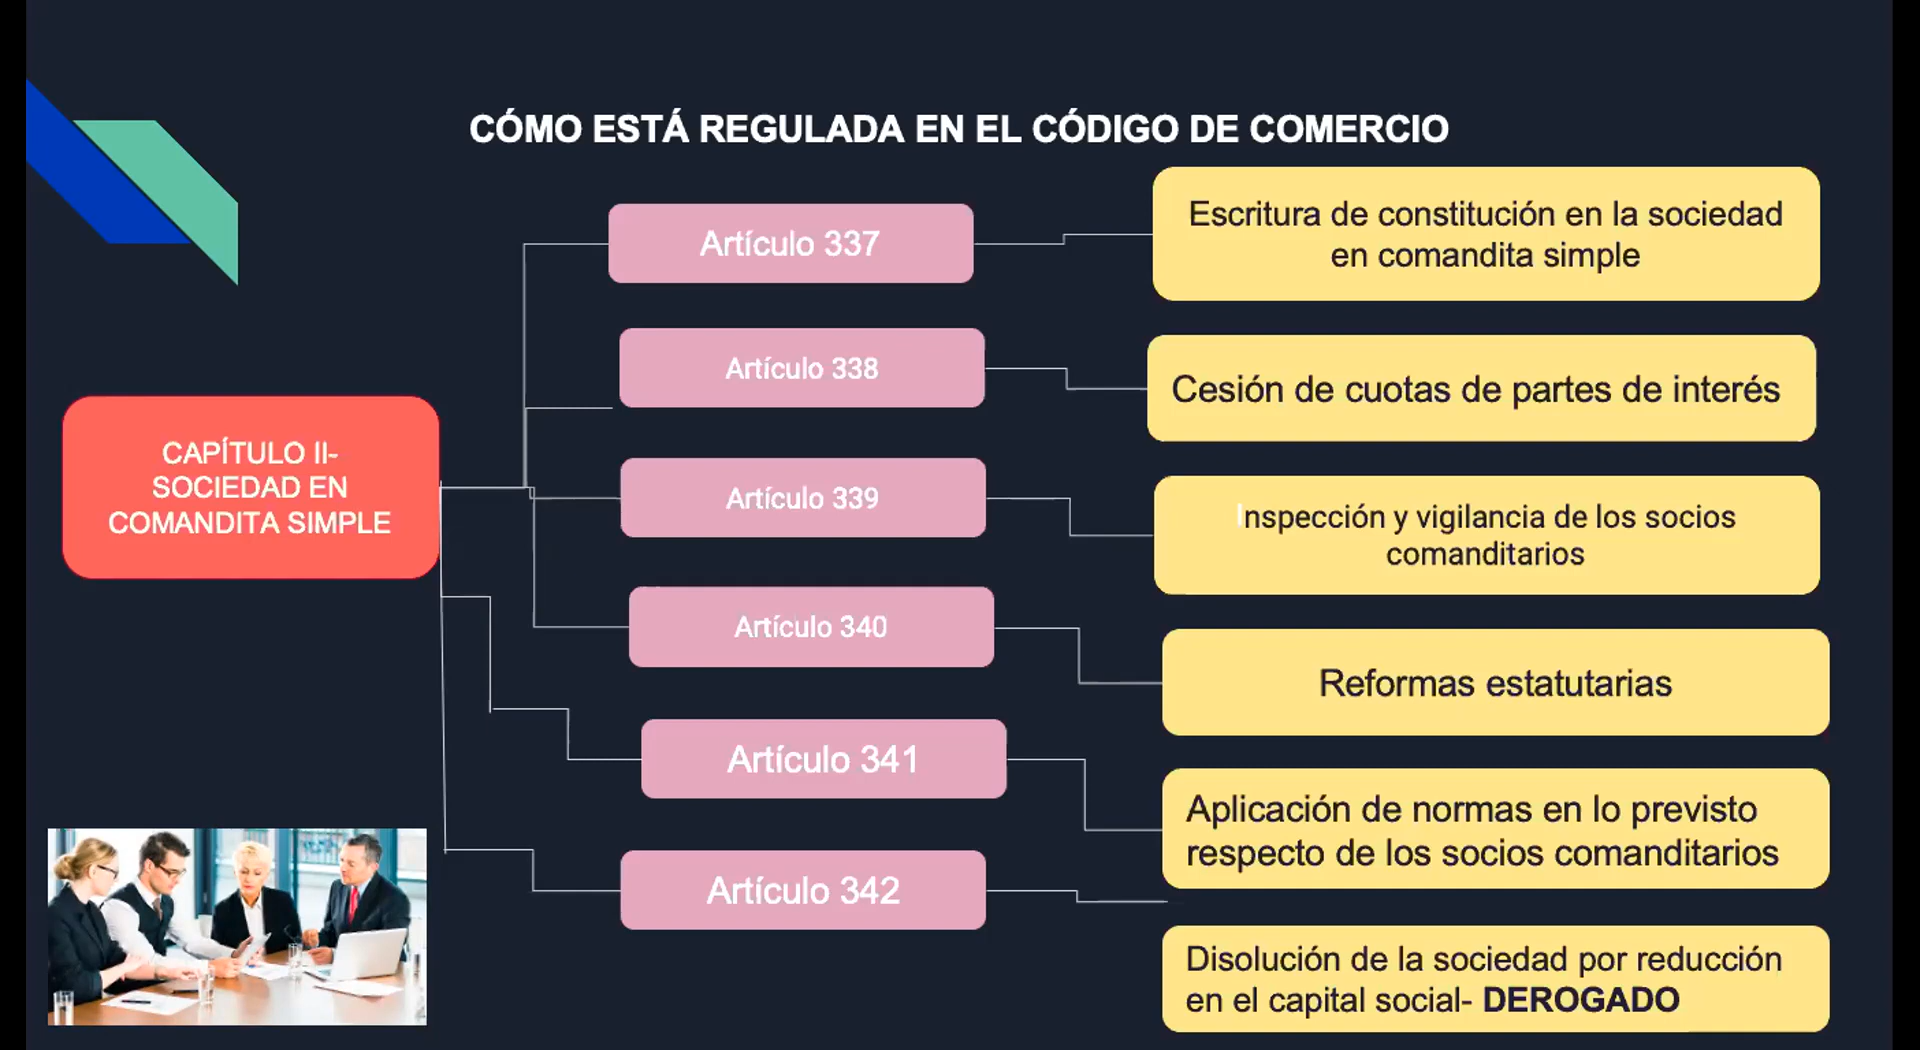 CÓMO ESTÁ REGULADA EN EL CÓDIGO DE COMERCIO
CAPÍTULO II-
SOCIEDAD EN
COMANDITA SIMPLE
Artículo 337
Escritura de constitución en la sociedad
en comandita simple
Artículo 338
Cesión de cuotas de partes de interés
Artículo 339
Inspección y vigilancia de los socios
comanditarios
Artículo 340
Reformas estatutarias
Artículo 341
Aplicación de normas en lo previsto
respecto de los socios comanditarios
Artículo 342
Disolución de la sociedad por reducción
en el capital social- DEROGADO